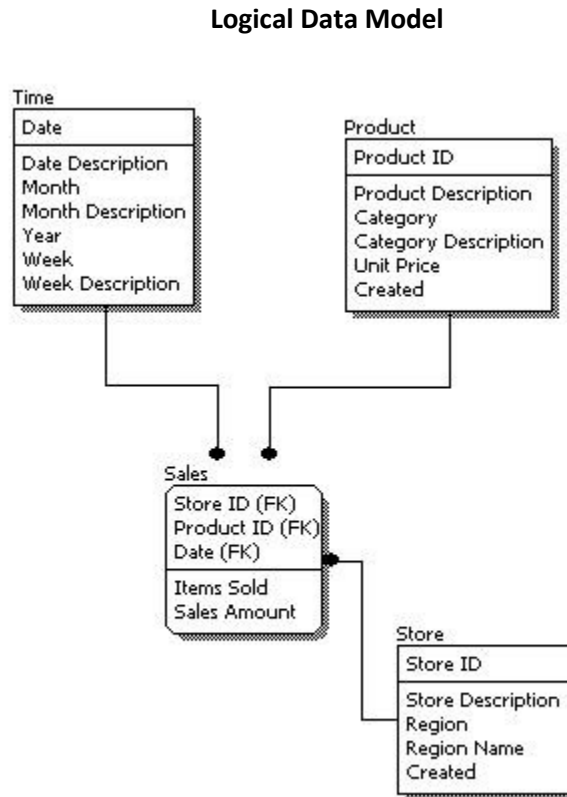 Logical Data Model
Time
Date
Date Description
Month
Month Description
Year
Week
Week Description
Product
Product ID
Product Description
Category
Category Description
Unit Price
Created
Sales
Store ID (FK)
Product ID (FK)
Date (FK)
Items Sold
Sales Amount
Store
Store ID
Store Description
Region
Region Name
Created